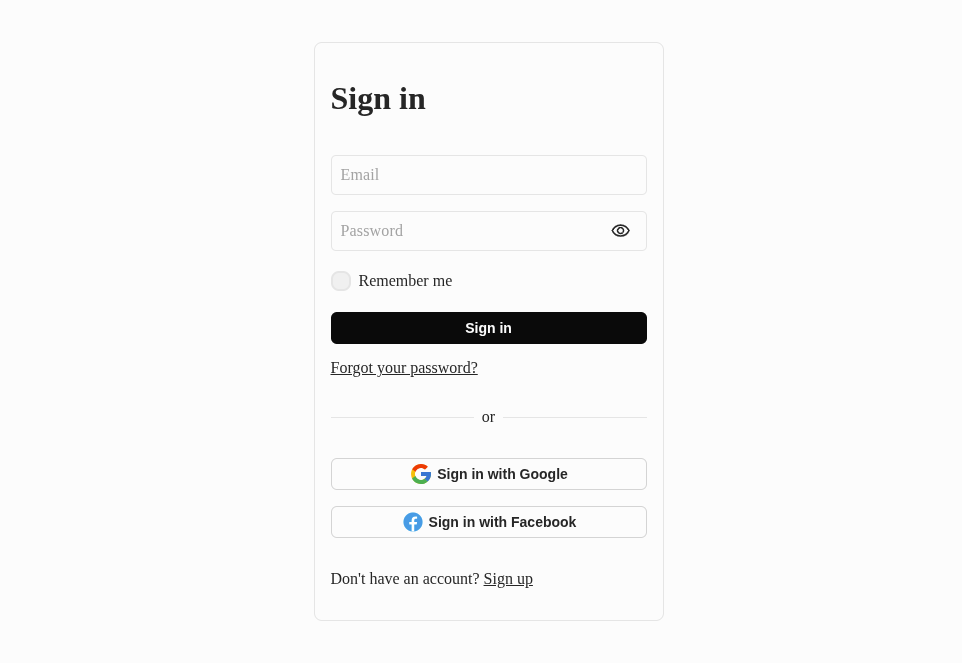 Sign in
Email
Password
Remember me
Sign in
Forgot your password?
or
Sign in with Google
Sign in with Facebook
Don't have an account? Sign up